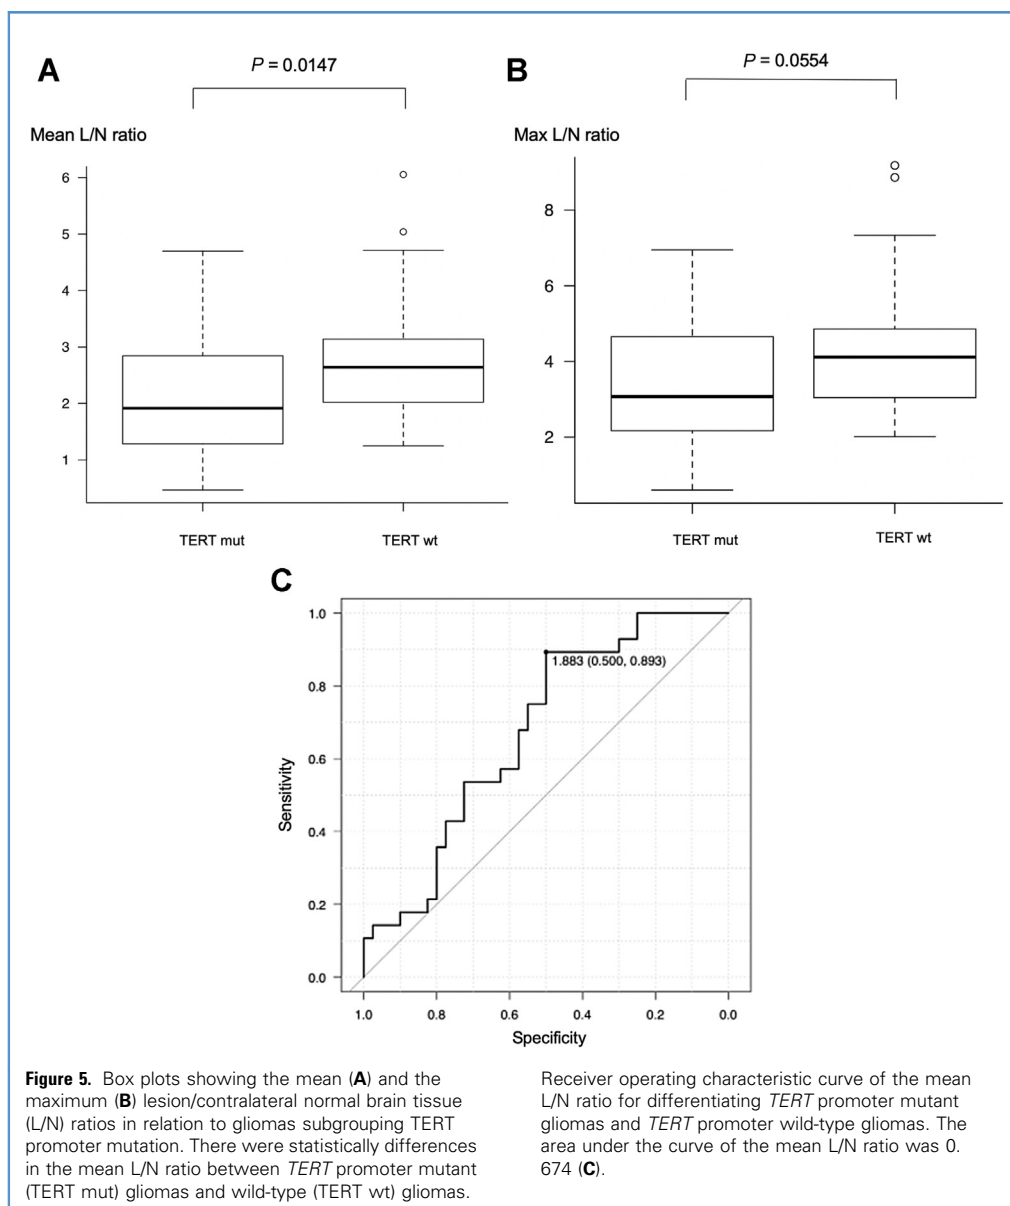 A
P = 0.0147
Mean L/N ratio
6
5
4
3
2
1
TERT mut
TERT wt
B
P = 0.0554
Max L/N ratio
8
6
4
2
TERT mut
TERT wt
C
1.0
0.8
0.6
0.4
0.2
0.0
Sensitivity
1.883 (0.500, 0.893)
1.0
0.8
0.6
0.4
0.2
0.0
Specificity
Figure 5. Box plots showing the mean (A) and the
maximum (B) lesion/contralateral normal brain tissue
(L/N) ratios in relation to gliomas subgrouping TERT
promoter mutation. There were statistically differences
in the mean L/N ratio between TERT promoter mutant
(TERT mut) gliomas and wild-type (TERT wt) gliomas.
Receiver operating characteristic curve of the mean
L/N ratio for differentiating TERT promoter mutant
gliomas and TERT promoter wild-type gliomas. The
area under the curve of the mean L/N ratio was 0.
674 (C).